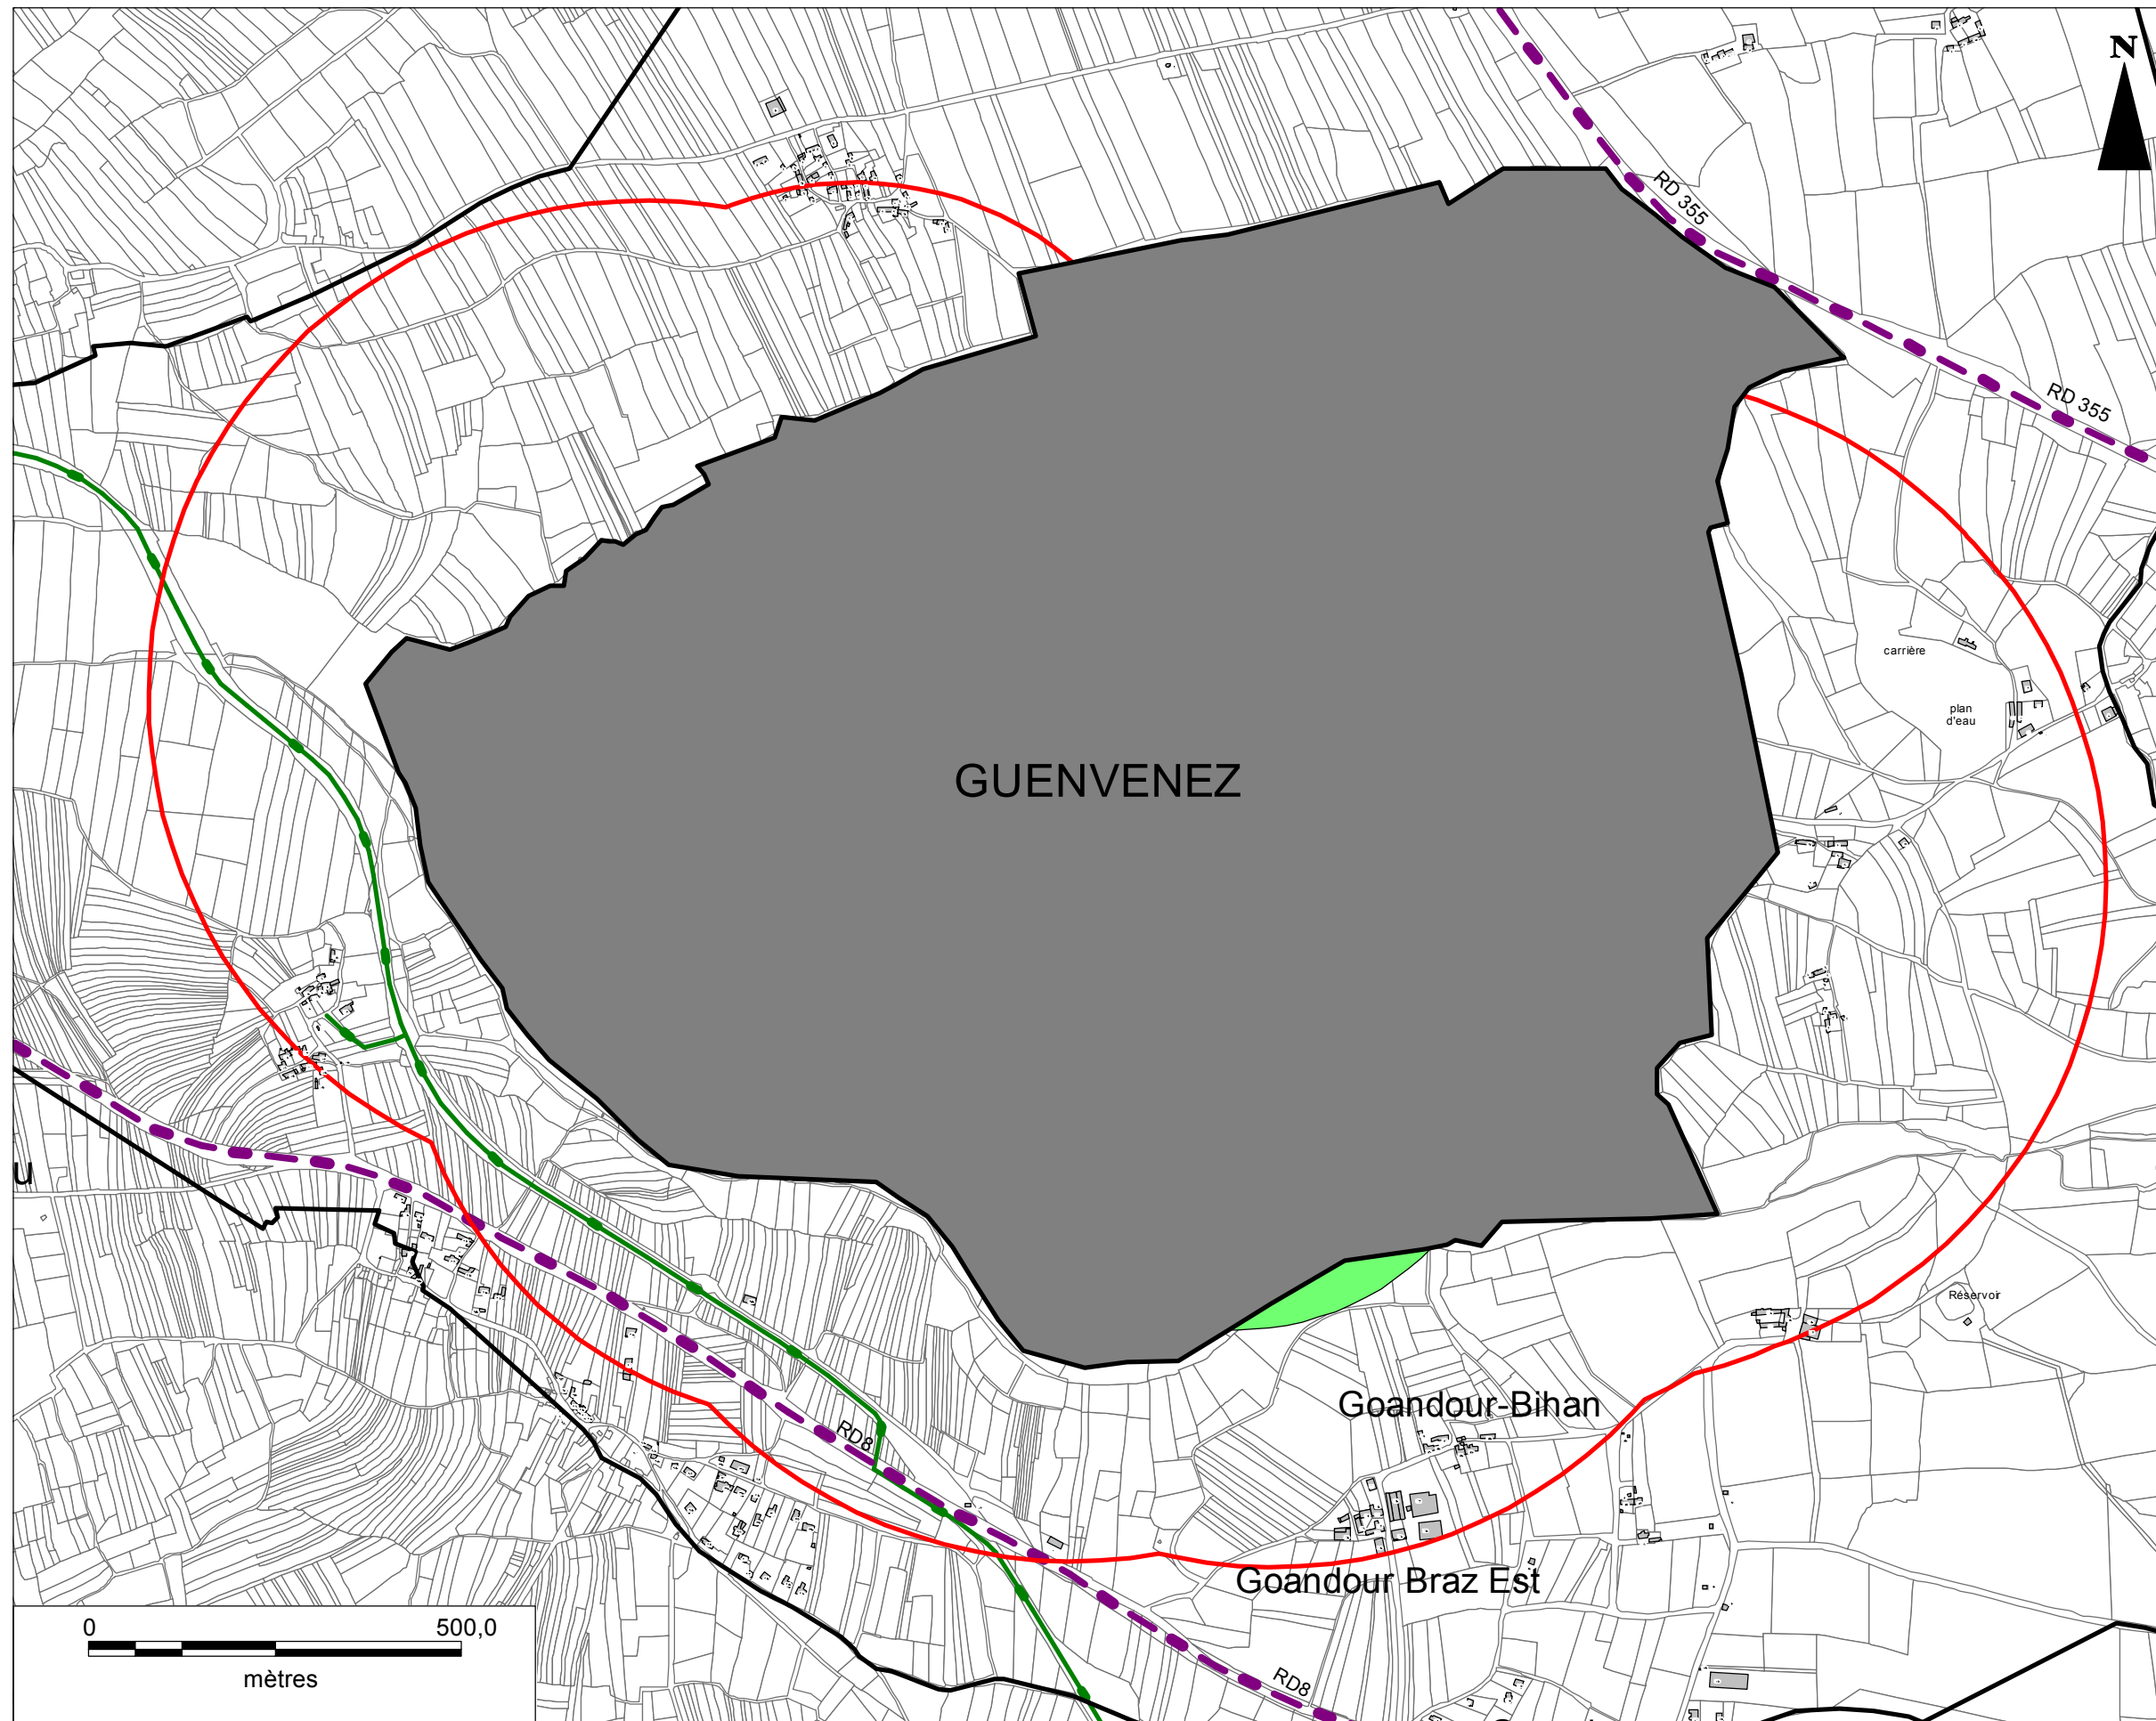 N
RD 355
RD 355
carrière
plan
d'eau
GUENVENEZ
u
Réservoir
Goandour-Bihan
RD8
Goandour Braz Est
0 500,0
mètres
RD8